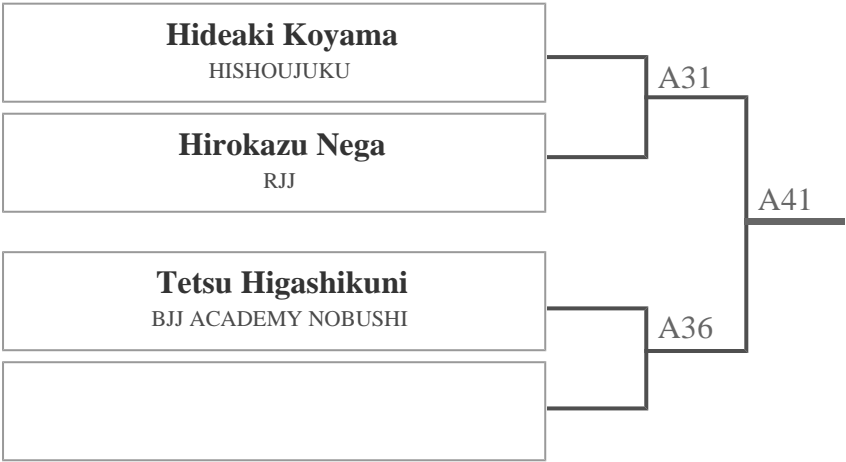 Hideaki Koyama
HISHOUJUKU
A31
Hirokazu Nega
RJJ
A41
Tetsu Higashikuni
BJJ ACADEMY NOBUSHI
A36